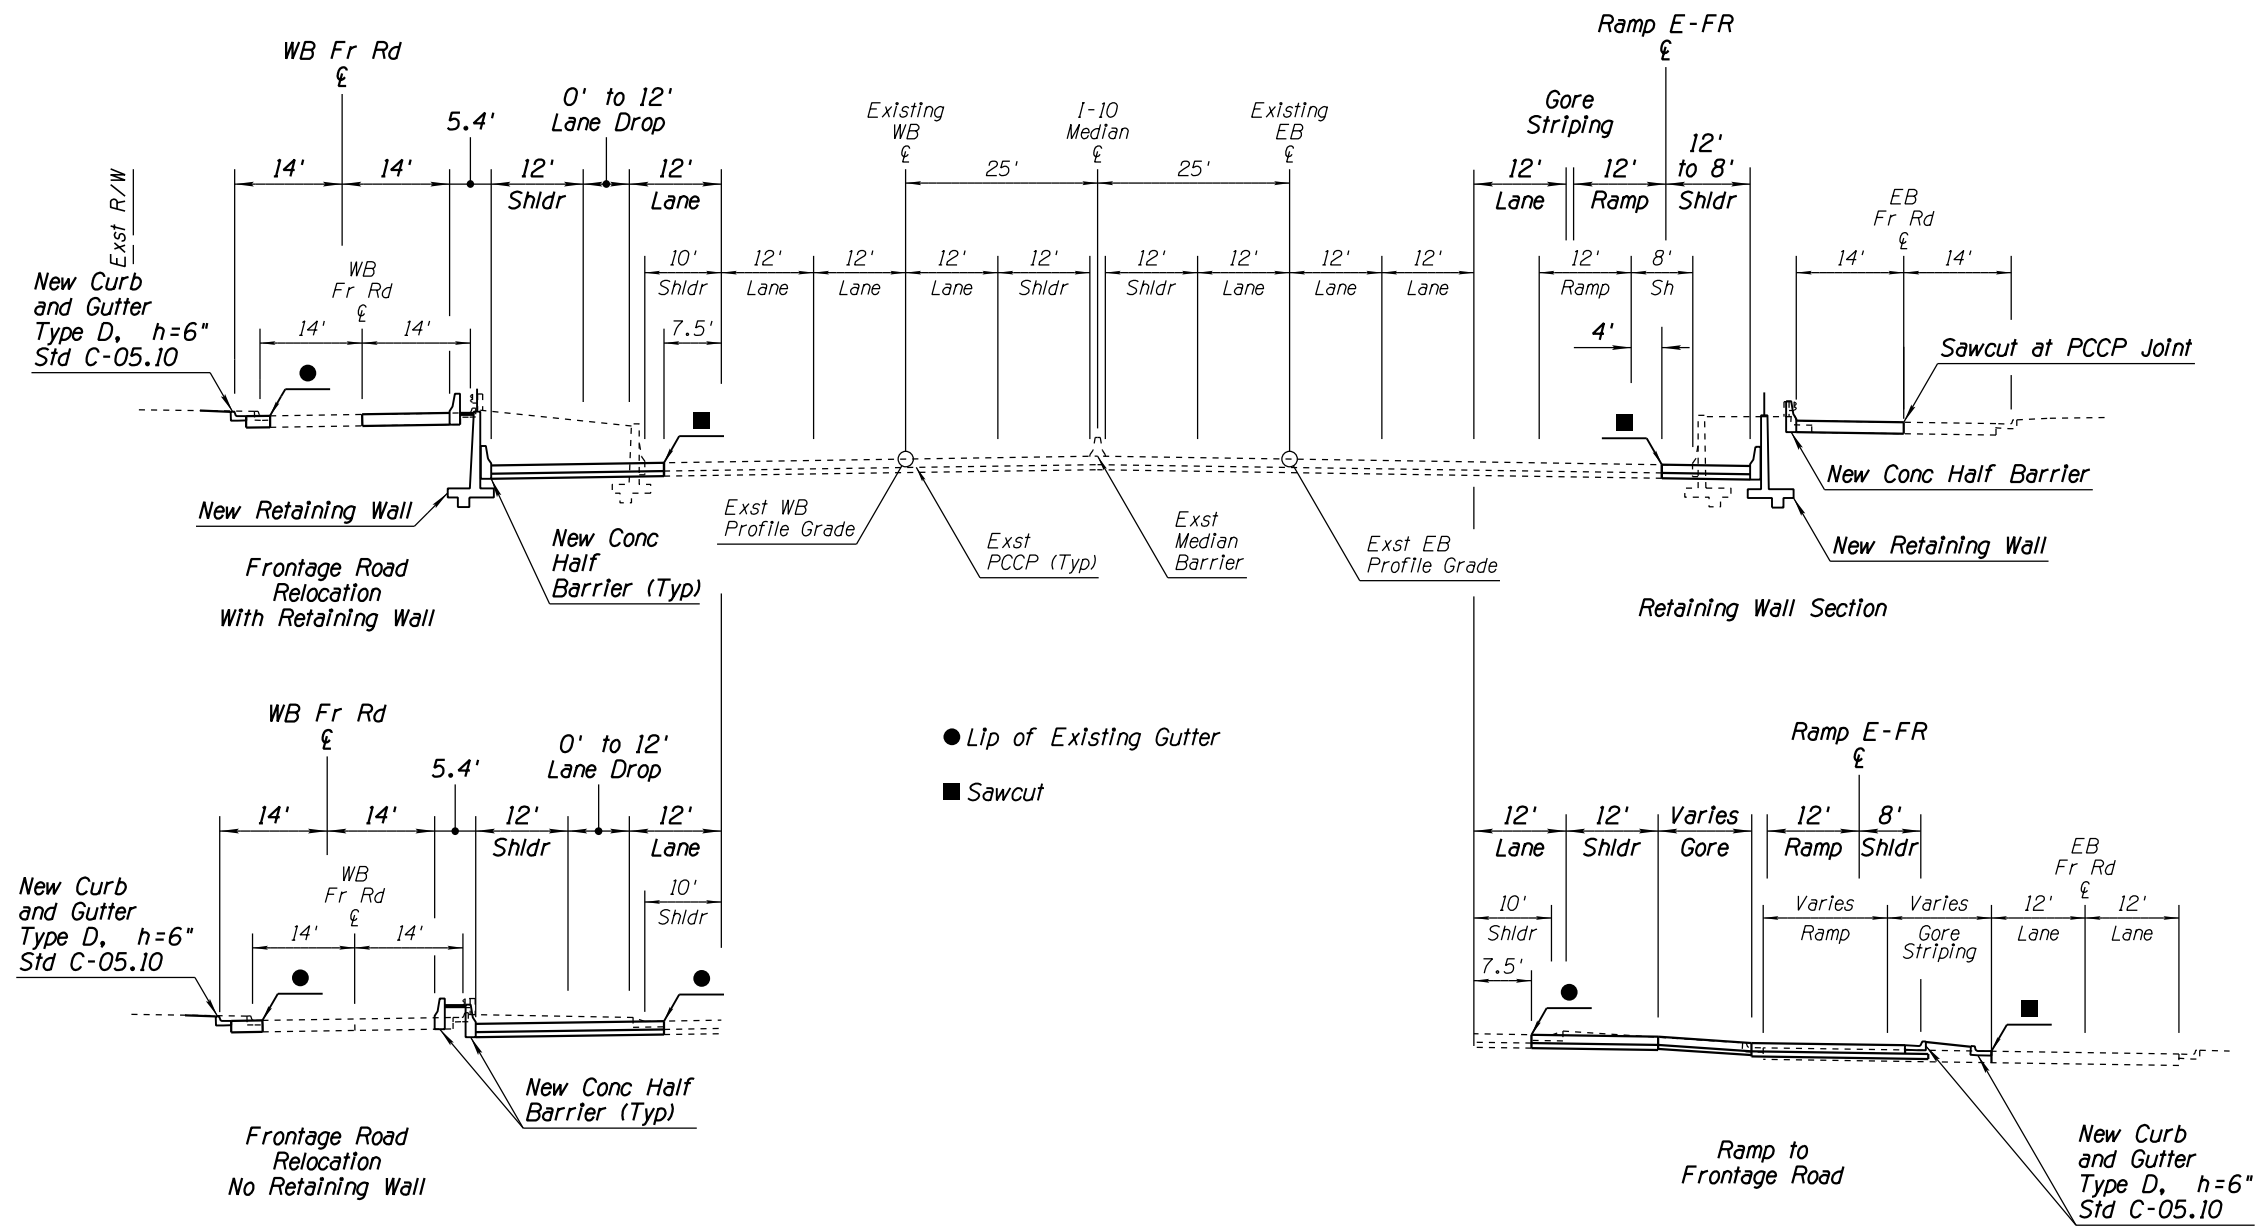 WB Fr Rd
℄
5.4'
0' to 12'
Lane Drop
Existing
WB
℄
I-10
Median
℄
Existing
EB
℄
Gore
Striping
Ramp E-FR
℄
14'
14'
12'
Shldr
12'
Lane
25'
25'
12'
Lane
12'
Ramp
12'
to 8'
Shldr
Exst R/W
EB
Fr Rd
℄
New Curb
and Gutter
Type D, h=6"
Std C-05.10
WB
Fr Rd
℄
14'
14'
10'
Shldr
12'
Lane
12'
Lane
12'
Lane
12'
Shldr
12'
Shldr
12'
Lane
12'
Lane
12'
Lane
12'
Ramp
8'
Sh
14'
14'
7.5'
4'
Sawcut at PCCP Joint
New Conc Half Barrier
New Retaining Wall
New Retaining Wall
New Conc
Half
Barrier (Typ)
Exst WB
Profile Grade
Exst
PCCP (Typ)
Exst
Median
Barrier
Exst EB
Profile Grade
Frontage Road
Relocation
With Retaining Wall
Retaining Wall Section
WB Fr Rd
℄
5.4'
0' to 12'
Lane Drop
14'
14'
12'
Shldr
12'
Lane
New Curb
and Gutter
Type D, h=6"
Std C-05.10
WB
Fr Rd
℄
14'
14'
10'
Shldr
New Conc Half
Barrier (Typ)
Frontage Road
Relocation
No Retaining Wall
Lip of Existing Gutter
Sawcut
Ramp E-FR
℄
12'
Lane
12'
Shldr
Varies
Gore
12'
Ramp
8'
Shldr
EB
Fr Rd
℄
10'
Shldr
7.5'
Varies
Ramp
Varies
Gore
Striping
12'
Lane
12'
Lane
Ramp to
Frontage Road
New Curb
and Gutter
Type D, h=6"
Std C-05.10